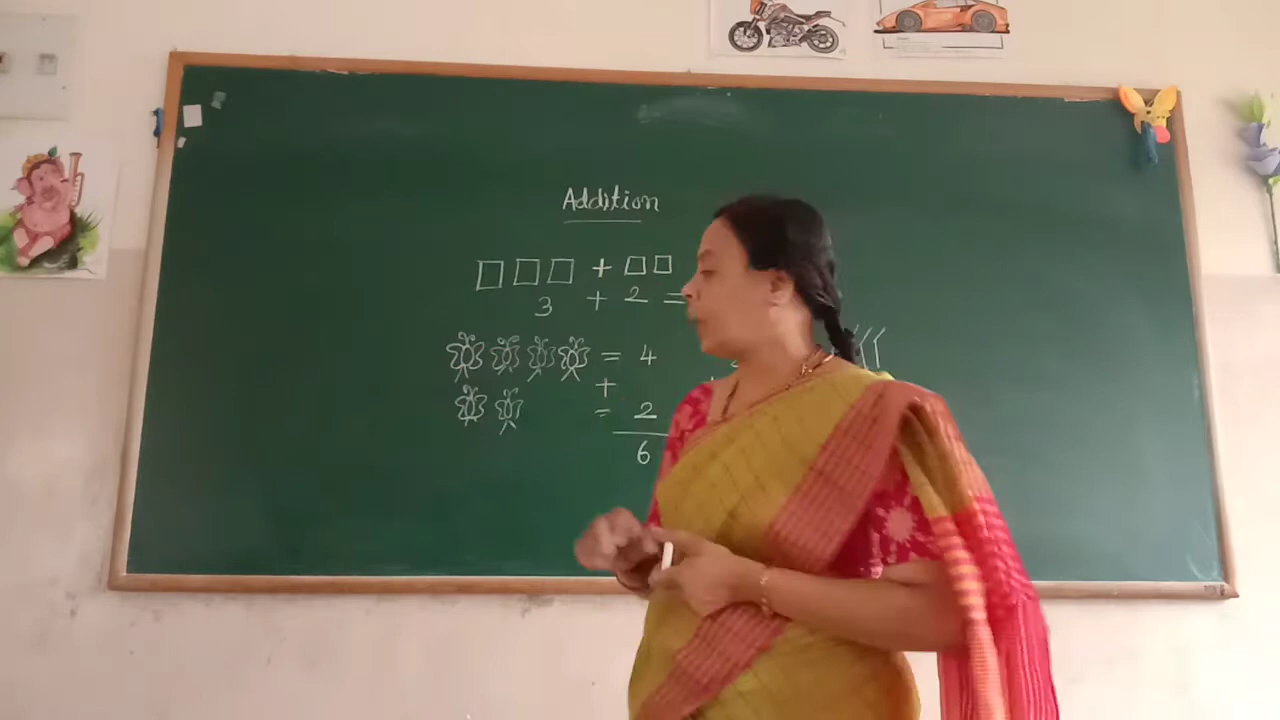 Addition
+
3 + 2 =
= 4
+
= 2
6